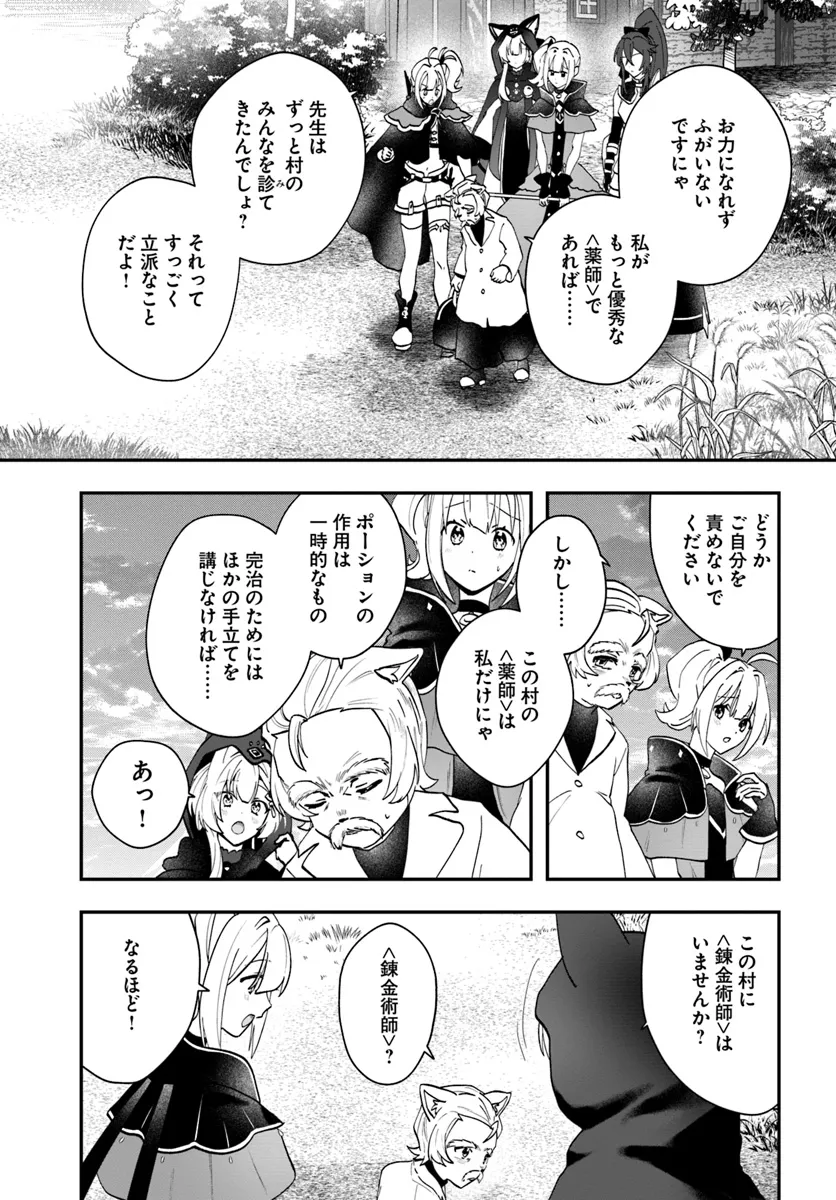 お力になれず
ふがいない
ですにゃ
私が
もっと優秀な
<薬師>で
あれば……
先生は
ずっと村の
みんなを診て
きたんでしょ?
それって
すっごく
立派なこと
だよ!
どうか
ご自分を
責めないで
ください
しかし……
この村の
<薬師>は
私だけにゃ
ポーションの
作用は
一時的なもの
完治のためには
ほかの手立てを
講じなければ……
あっ!
この村に
<錬金術師>は
いませんか?
<錬金術師>?
なるほど!